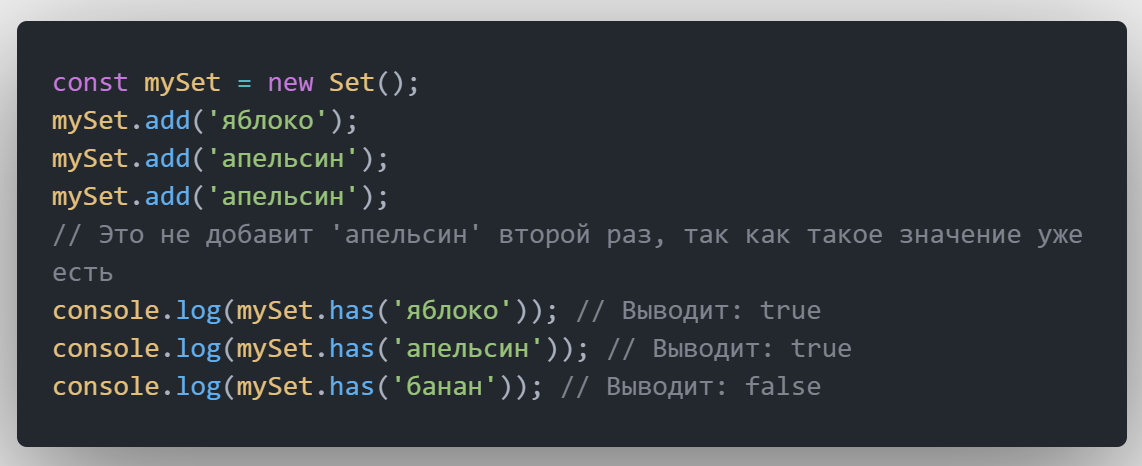 const mySet = new Set();
mySet.add('яблоко');
mySet.add('апельсин');
mySet.add('апельсин');
// Это не добавит 'апельсин' второй раз, так как такое значение уже
есть
console.log(mySet.has('яблоко')); // Выводит: true
console.log(mySet.has('апельсин')); // Выводит: true
console.log(mySet.has('банан')); // Выводит: false